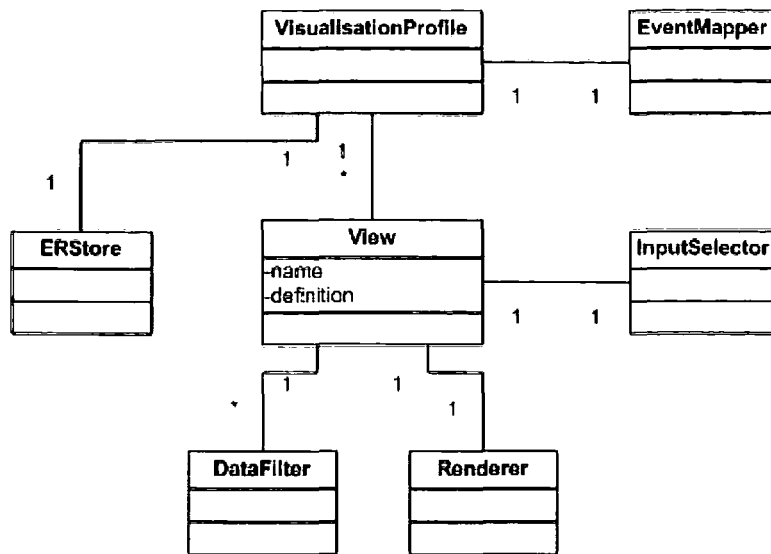 VisualisationProfile
EventMapper
1 1
1
1
1
*
ERStore
View
-name
-definition
InputSelector
1 1
1
1
*
1
DataFilter
Renderer